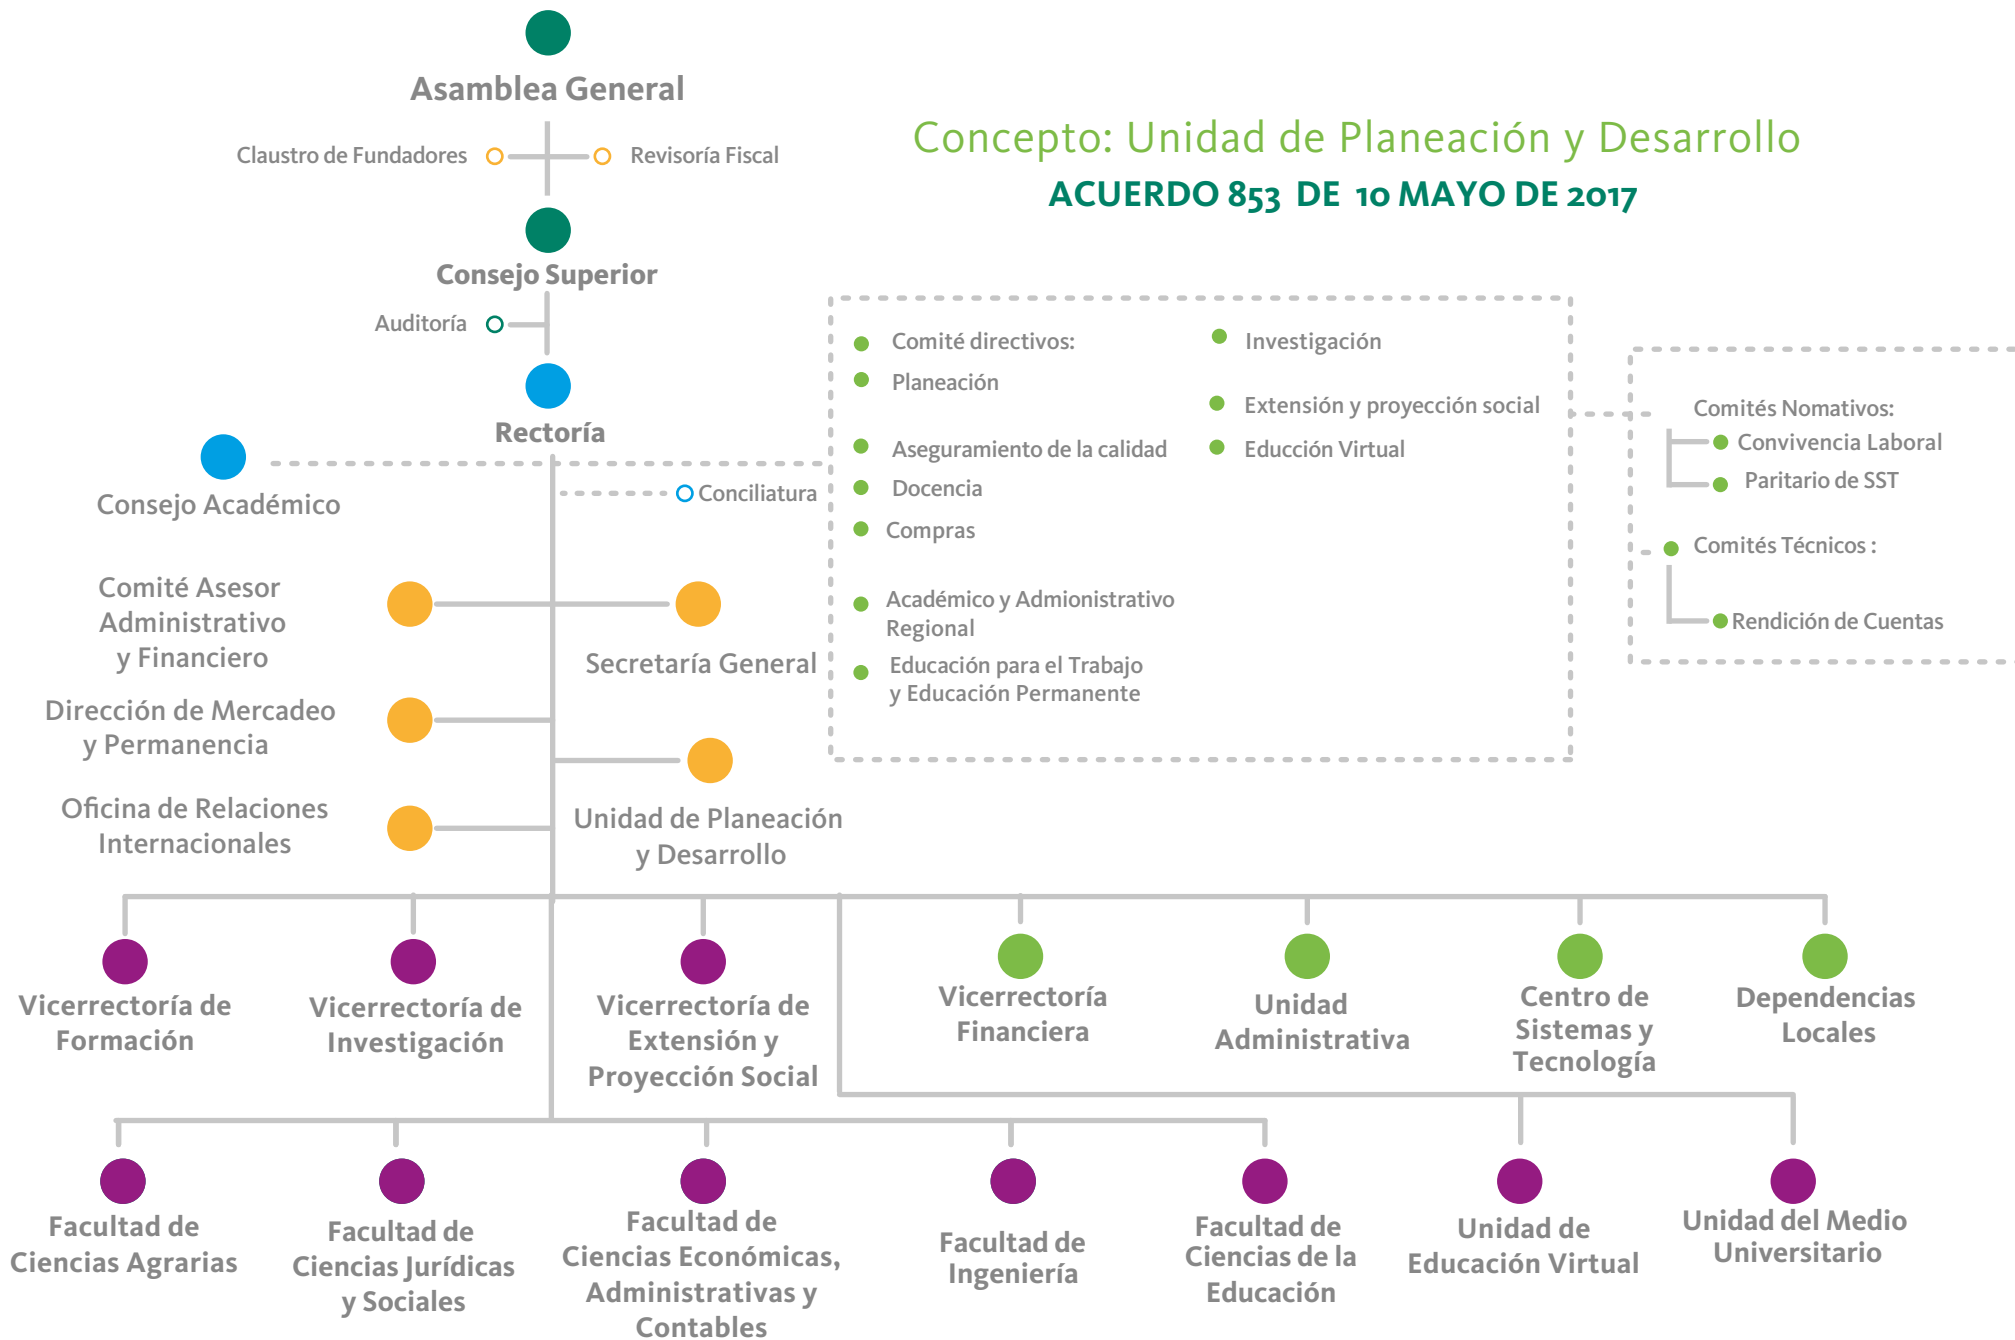 Asamblea General
Claustro de Fundadores
Revisoría Fiscal
Concepto: Unidad de Planeación y Desarrollo
ACUERDO 853 DE 10 MAYO DE 2017
Consejo Superior
Auditoría
Rectoría
Consejo Académico
Conciliatura
Comité directivos:
Planeación
Aseguramiento de la calidad
Docencia
Compras
Académico y Admionistrativo
Regional
Educación para el Trabajo
y Educación Permanente
Investigación
Extensión y proyección social
Educción Virtual
Comités Nomativos:
Convivencia Laboral
Paritario de SST
Comités Técnicos :
Rendición de Cuentas
Comité Asesor
Administrativo
y Financiero
Secretaría General
Dirección de Mercadeo
y Permanencia
Oficina de Relaciones
Internacionales
Unidad de Planeación
y Desarrollo
Vicerrectoría de
Formación
Vicerrectoría de
Investigación
Vicerrectoría de
Extensión y
Proyección Social
Vicerrectoría
Financiera
Unidad
Administrativa
Centro de
Sistemas y
Tecnología
Dependencias
Locales
Facultad de
Ciencias Agrarias
Facultad de
Ciencias Jurídicas
y Sociales
Facultad de
Ciencias Económicas,
Administrativas y
Contables
Facultad de
Ingeniería
Facultad de
Ciencias de la
Educación
Unidad de
Educación Virtual
Unidad del Medio
Universitario